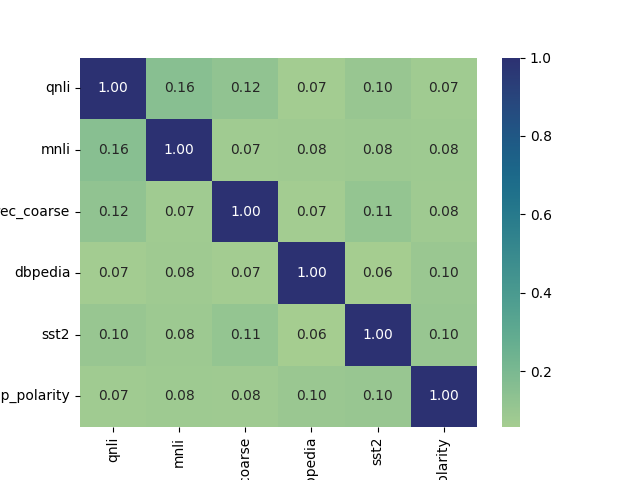 qnli 1.00 0.16 0.12 0.07 0.10 0.07
mnli 0.16 1.00 0.07 0.08 0.08 0.08
ec_coarse 0.12 0.07 1.00 0.07 0.11 0.08
dbpedia 0.07 0.08 0.07 1.00 0.06 0.10
sst2 0.10 0.08 0.11 0.06 1.00 0.10
p_polarity 0.07 0.08 0.08 0.10 0.10 1.00
qnli
mnli
coarse
pedia
sst2
olarity
1.0
0.8
0.6
0.4
0.2